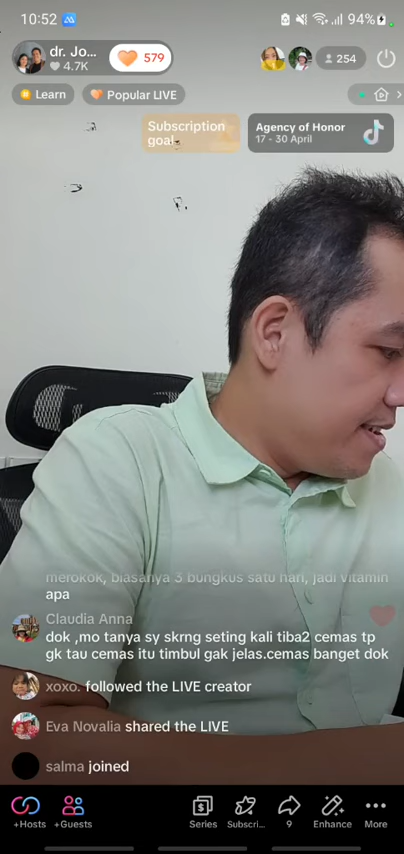 10:52
94%
dr. Jo...
4.7K
579
254
Learn
Popular LIVE
Subscription
goal
Agency of Honor
17 - 30 April
merokok, biasanya 3 bungkus satu hari, jadi vitamin
apa
Claudia Anna
dok ,mo tanya sy skrng seting kali tiba2 cemas tp
gk tau cemas itu timbul gak jelas.cemas banget dok
xoxo. followed the LIVE creator
Eva Novalia shared the LIVE
salma joined
+Hosts
+Guests
Series
Subscri...
9
Enhance
More